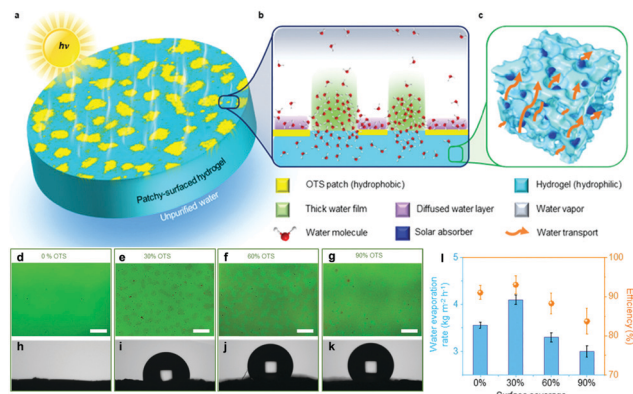 a
b
c
hν
Patchy-surfaced hydrogel
Unpurified water
OTS patch (hydrophobic)
Hydrogel (hydrophilic)
Thick water film
Diffused water layer
Water vapor
Water molecule
Solar absorber
Water transport
d
0 % OTS
e
30% OTS
f
60% OTS
g
90% OTS
h
i
j
k
l
Water evaporation
rate (kg m⁻² h⁻¹)
5
4
3
Efficiency (%)
100
90
80
70
0%
30%
60%
90%
Surface coverage